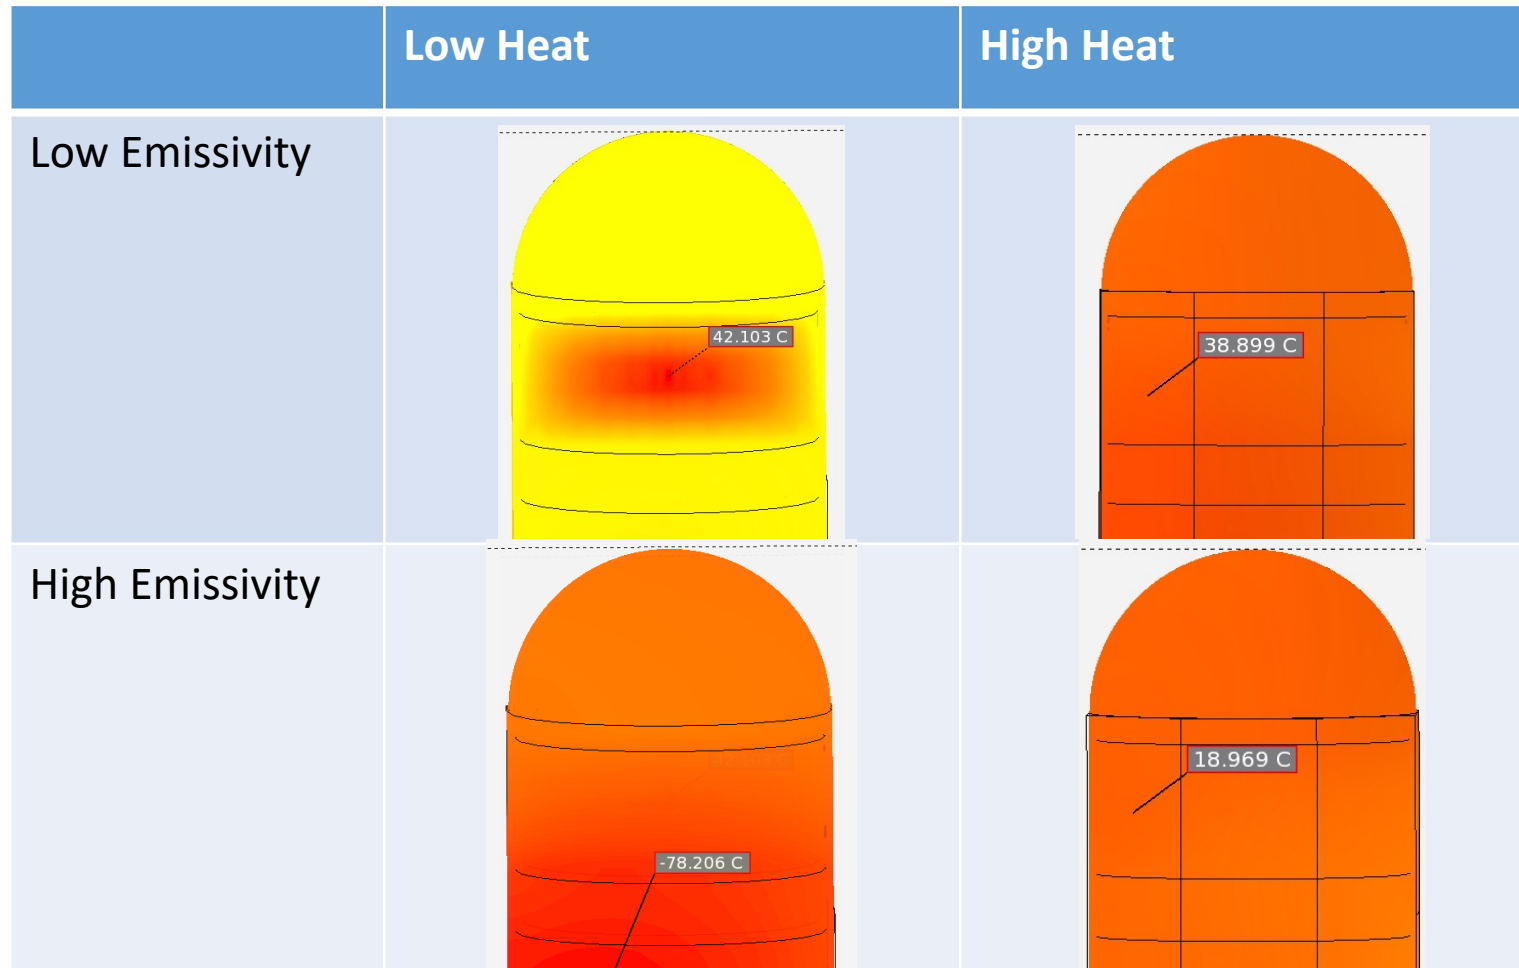 Low Heat
High Heat
Low Emissivity
42.103 C
38.899 C
High Emissivity
-78.206 C
18.969 C